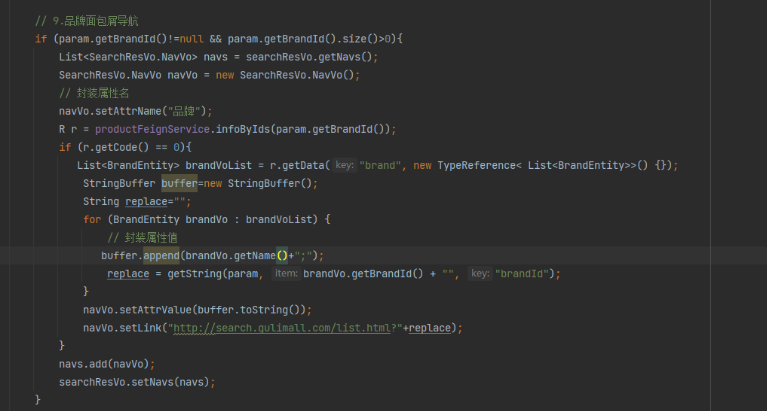 // 9.品牌面包屑导航
if (param.getBrandId()!=null && param.getBrandId().size()>0){
List<SearchResVo.NavVo> navs = searchResVo.getNavs();
SearchResVo.NavVo navVo = new SearchResVo.NavVo();
// 封装属性名
navVo.setAttrName("品牌");
R r = productFeignService.infoByIds(param.getBrandId());
if (r.getCode() == 0){
List<BrandEntity> brandVoList = r.getData( key: "brand", new TypeReference< List<BrandEntity>>() {});
StringBuffer buffer=new StringBuffer();
String replace="";
for (BrandEntity brandVo : brandVoList) {
// 封装属性值
buffer.append(brandVo.getName()+";");
replace = getString(param, item: brandVo.getBrandId() + "", key: "brandId");
}
navVo.setAttrValue(buffer.toString());
navVo.setLink("http://search.gulimall.com/list.html?"+replace);
}
navs.add(navVo);
searchResVo.setNavs(navs);
}